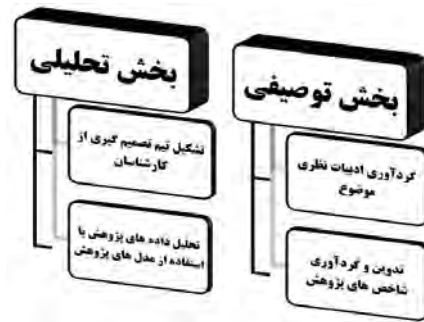 بخش توصیفی
گردآوری ادبیات نظری
موضوع
تدوین و گردآوری
شاخص های پژوهش
بخش تحلیلی
تشکیل تیم تصمیم گیری از
کارشناسان
تحلیل داده های پژوهش با
استفاده از مدل های پژوهش